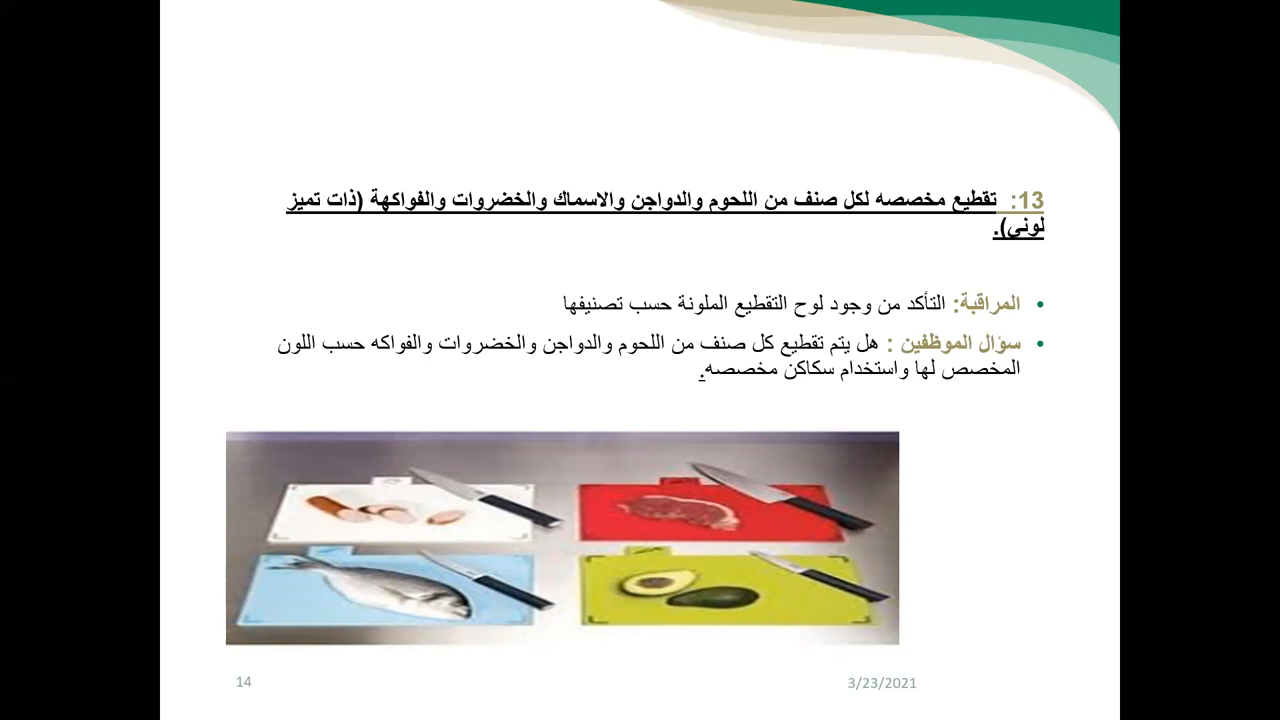 13: تقطيع مخصصه لكل صنف من اللحوم والدواجن والاسماك والخضروات والفواكهة (ذات تميز
لوني).
• المراقبة: التأكد من وجود لوح التقطيع الملونة حسب تصنيفها
• سؤال الموظفين : هل يتم تقطيع كل صنف من اللحوم والدواجن والخضروات والفواكه حسب اللون
المخصص لها واستخدام سكاكن مخصصه.
3/23/2021
14